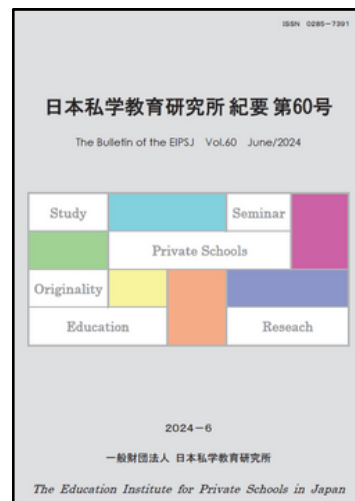 ISSN 0285-7391
日本私学教育研究所 紀要 第60号
The Bulletin of the EIPSJ Vol.60 June/2024
Study
Seminar
Private Schools
Originality
Education
Reseach
2024－6
一般財団法人 日本私学教育研究所
The Education Institute for Private Schools in Japan